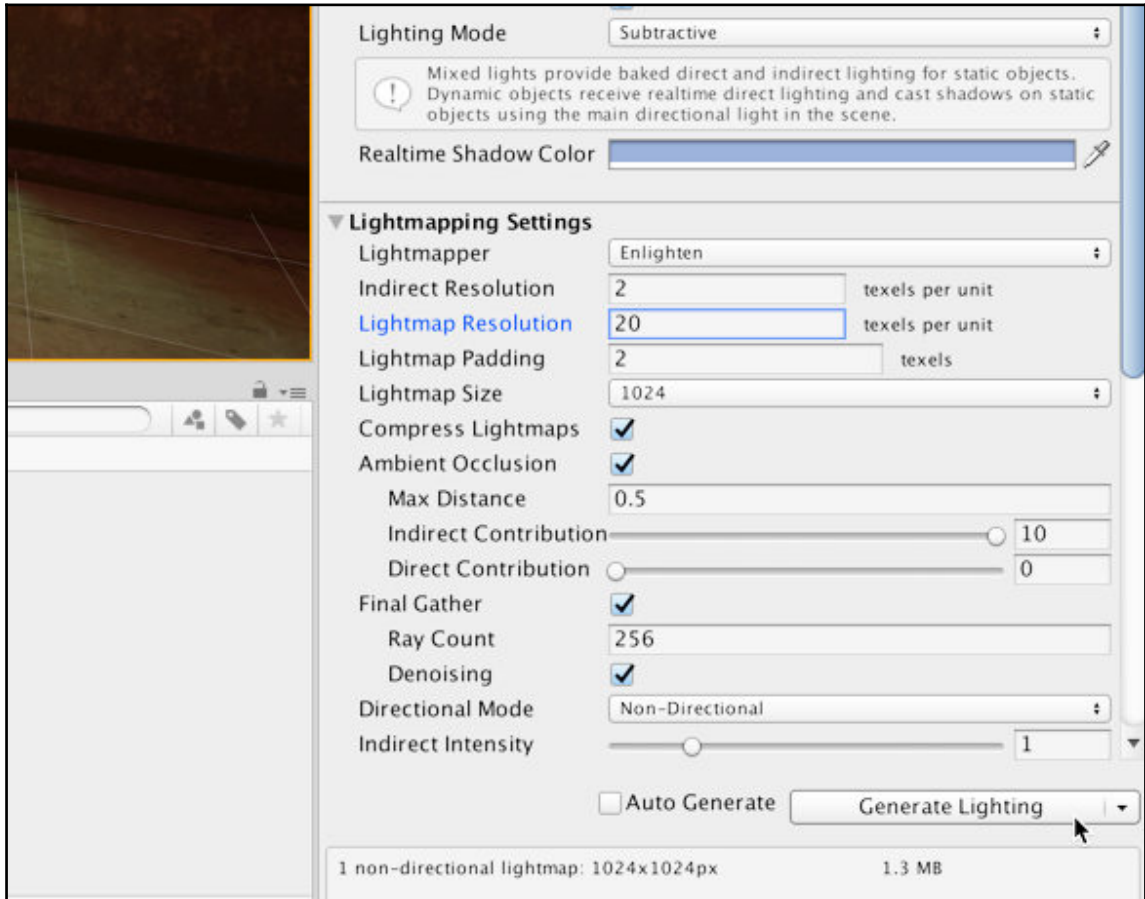 Lighting Mode Subtractive
Mixed lights provide baked direct and indirect lighting for static objects.
Dynamic objects receive realtime direct lighting and cast shadows on static
objects using the main directional light in the scene.
Realtime Shadow Color
Lightmapping Settings
Lightmapper Enlighten
Indirect Resolution 2 texels per unit
Lightmap Resolution 20 texels per unit
Lightmap Padding 2 texels
Lightmap Size 1024
Compress Lightmaps
Ambient Occlusion
Max Distance 0.5
Indirect Contribution 10
Direct Contribution 0
Final Gather
Ray Count 256
Denoising
Directional Mode Non-Directional
Indirect Intensity 1
Auto Generate Generate Lighting
1 non-directional lightmap: 1024x1024px 1.3 MB